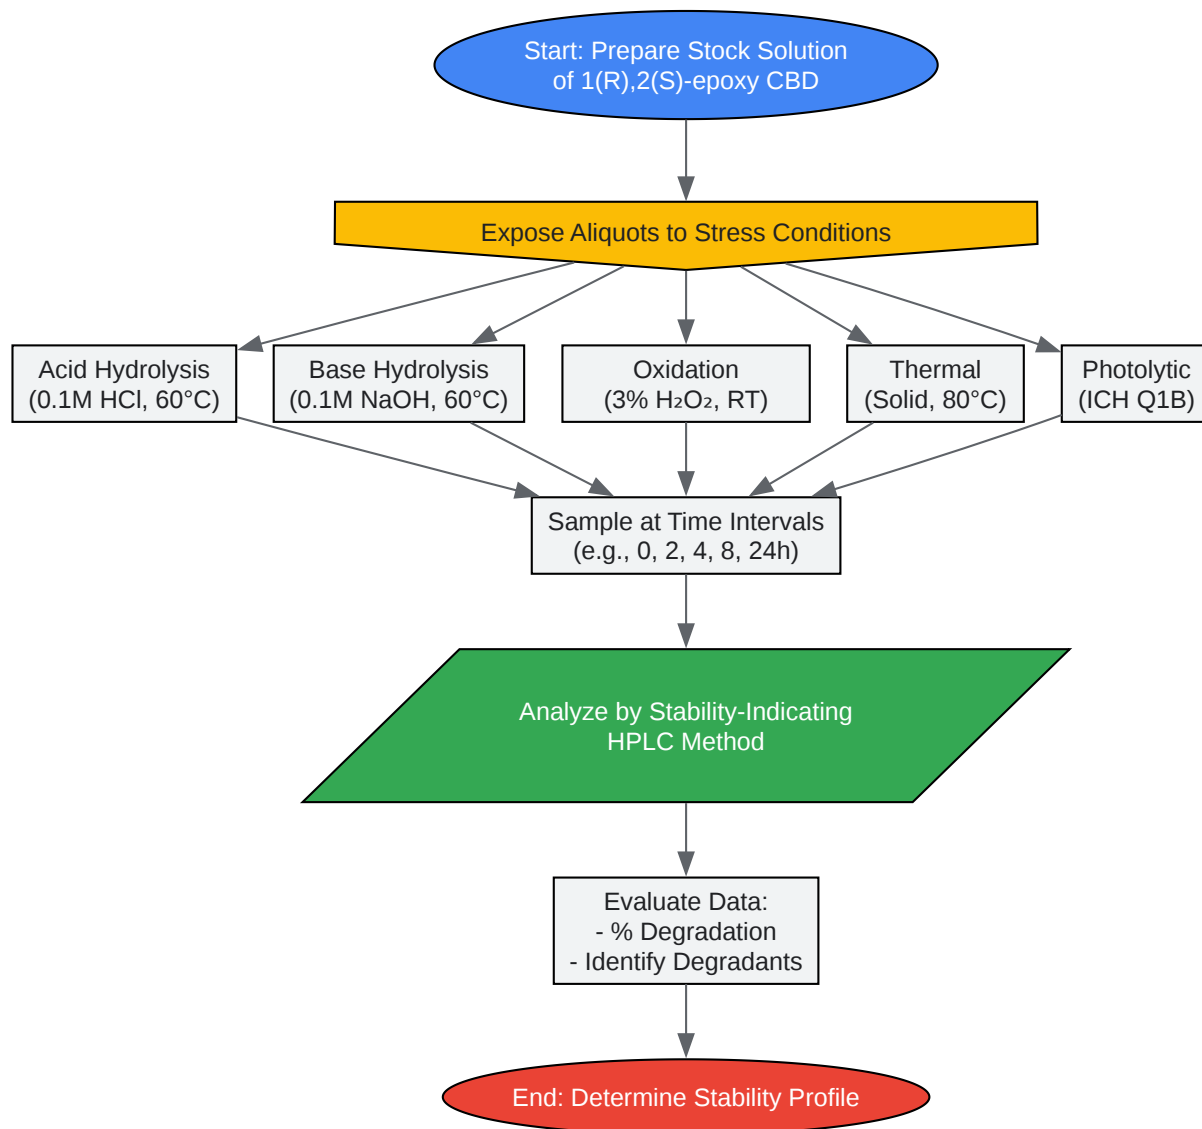 Start: Prepare Stock Solution
of 1(R),2(S)-epoxy CBD
Expose Aliquots to Stress Conditions
Acid Hydrolysis
(0.1M HCl, 60°C)
Base Hydrolysis
(0.1M NaOH, 60°C)
Oxidation
(3% H₂O₂, RT)
Thermal
(Solid, 80°C)
Photolytic
(ICH Q1B)
Sample at Time Intervals
(e.g., 0, 2, 4, 8, 24h)
Analyze by Stability-Indicating
HPLC Method
Evaluate Data:
- % Degradation
- Identify Degradants
End: Determine Stability Profile